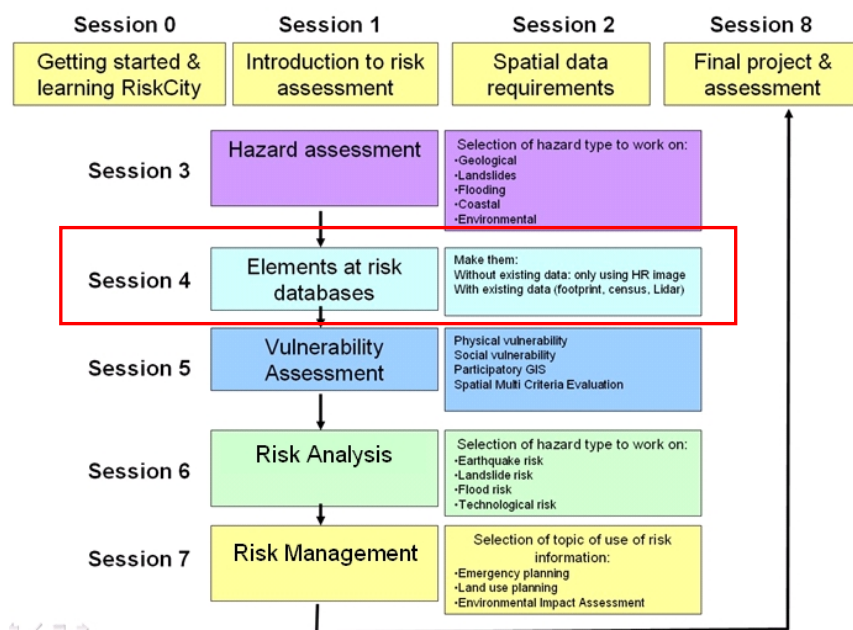 Session 0
Session 1
Session 2
Session 8
Getting started &
learning RiskCity
Introduction to risk
assessment
Spatial data
requirements
Final project &
assessment
Session 3
Hazard assessment
Selection of hazard type to work on:
•Geological
•Landslides
•Flooding
•Coastal
•Environmental
Session 4
Elements at risk
databases
Make them:
Without existing data: only using HR image
With existing data (footprint, census, Lidar)
Session 5
Vulnerability
Assessment
Physical vulnerability
Social vulnerability
Participatory GIS
Spatial Multi Criteria Evaluation
Session 6
Risk Analysis
Selection of hazard type to work on:
•Earthquake risk
•Landslide risk
•Flood risk
•Technological risk
Session 7
Risk Management
Selection of topic of use of risk
information:
•Emergency planning
•Land use planning
•Environmental Impact Assessment